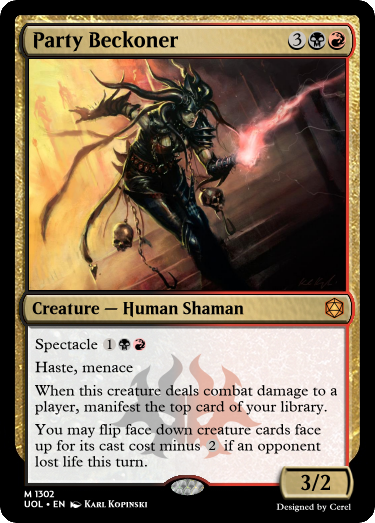 Party Beckoner 3
Creature — Human Shaman
Spectacle 1
Haste, menace
When this creature deals combat damage to a
player, manifest the top card of your library.
You may flip face down creature cards face
up for its cast cost minus 2 if an opponent
lost life this turn.
3/2
M 1302
UOL • EN Karl Kopinski
Designed by Cerel